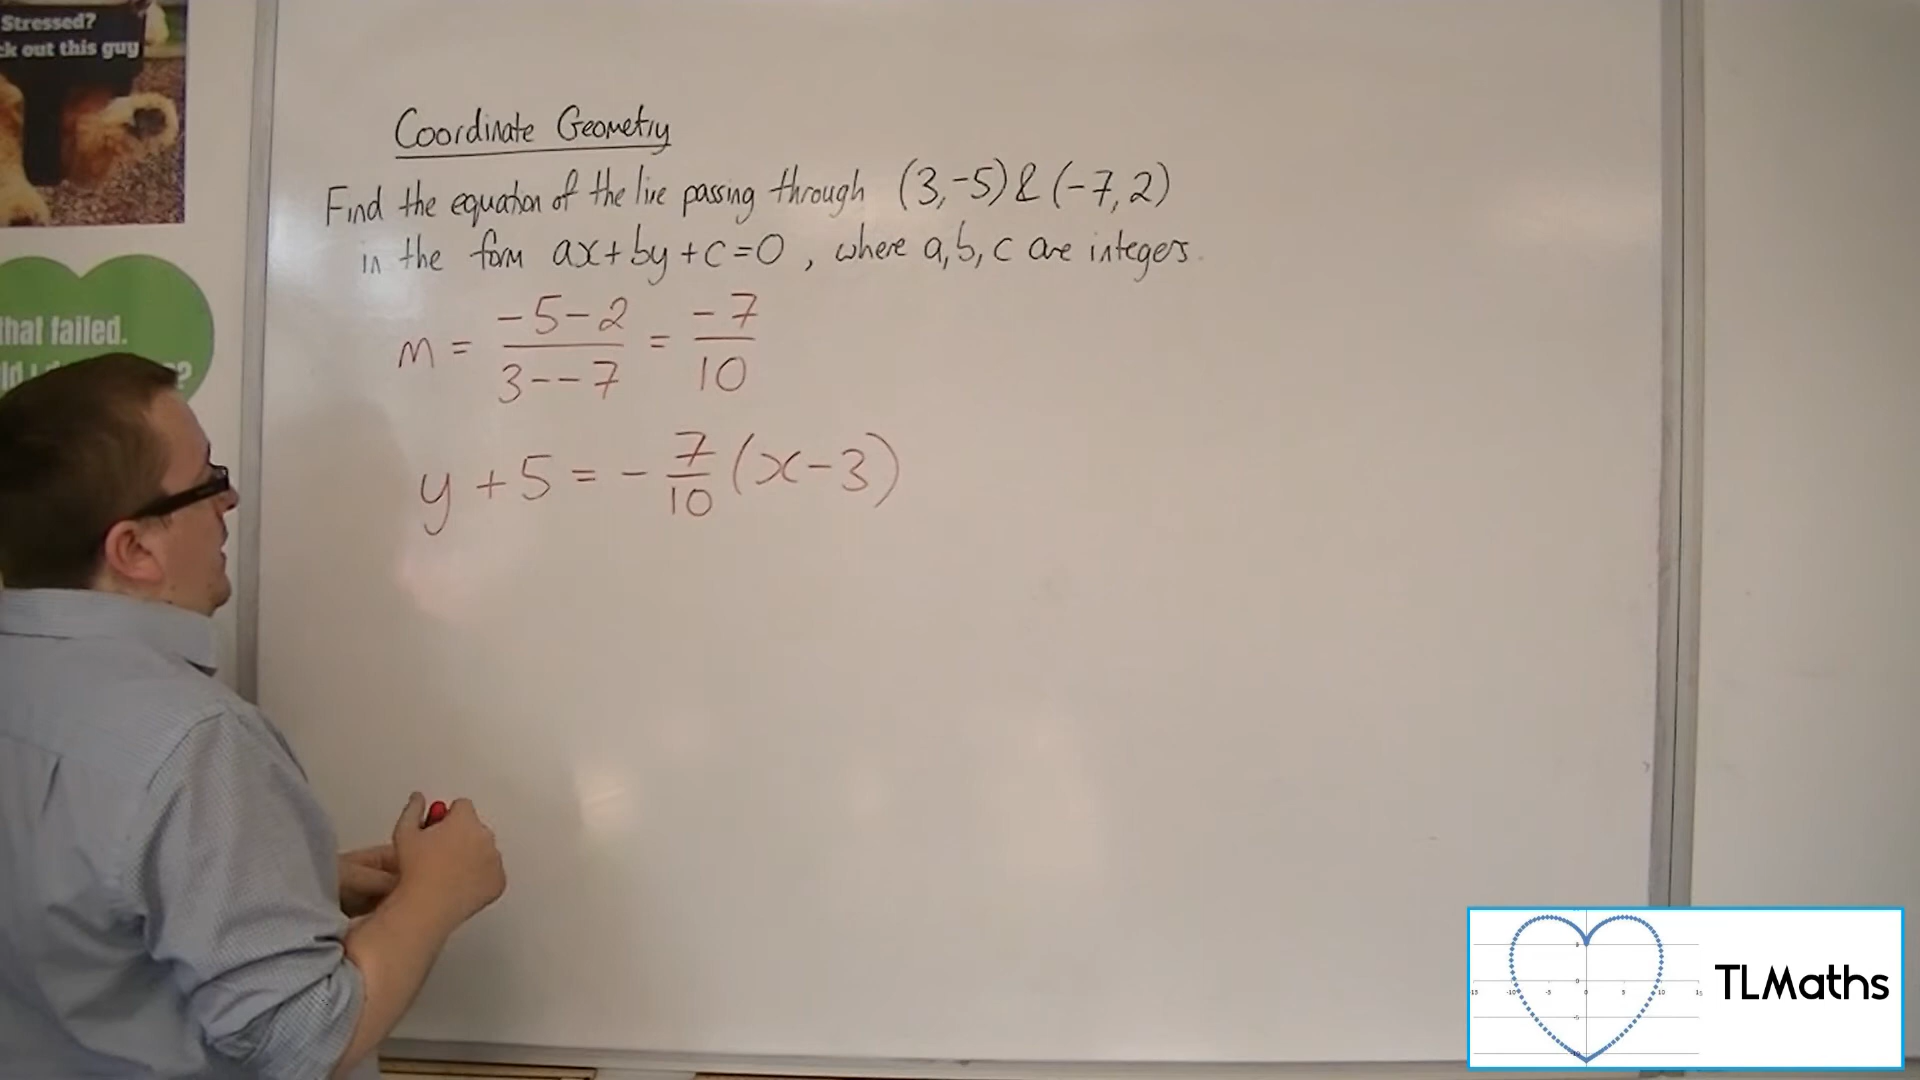 Stressed?
ck out this guy
Coordinate Geometry
Find the equation of the line passing through (3,-5) & (-7,2)
in the form ax+by+c=0, where a,b,c are integers.
m = -5-2 / 3--7 = -7/10
y+5 = -7/10(x-3)
that failed.
TLMaths